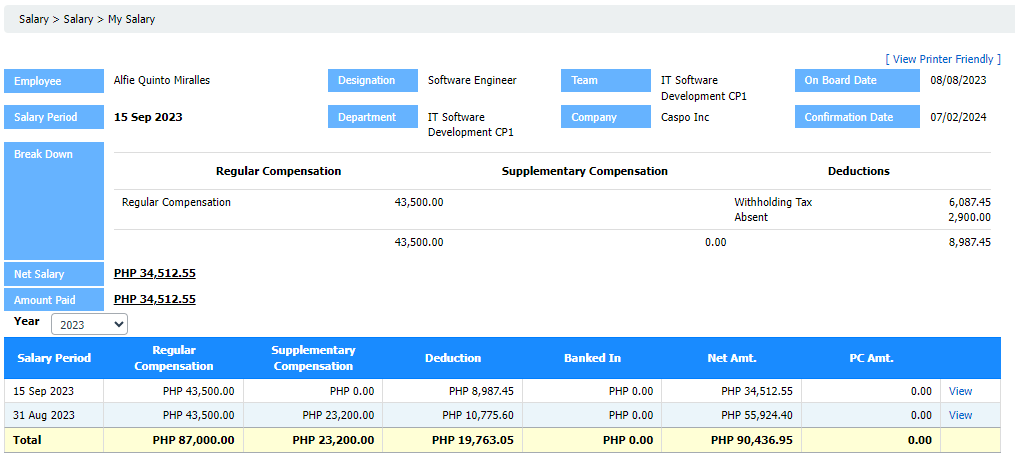 Salary > Salary > My Salary
[ View Printer Friendly ]
Employee Alfie Quinto Miralles Designation Software Engineer Team IT Software Development CP1 On Board Date 08/08/2023
Salary Period 15 Sep 2023 Department IT Software Development CP1 Company Caspo Inc Confirmation Date 07/02/2024
Break Down
Regular Compensation Supplementary Compensation Deductions
Regular Compensation 43,500.00 Withholding Tax 6,087.45
Absent 2,900.00
43,500.00 0.00 8,987.45
Net Salary PHP 34,512.55
Amount Paid PHP 34,512.55
Year 2023
Salary Period Regular Compensation Supplementary Compensation Deduction Banked In Net Amt. PC Amt.
15 Sep 2023 PHP 43,500.00 PHP 0.00 PHP 8,987.45 PHP 0.00 PHP 34,512.55 0.00 View
31 Aug 2023 PHP 43,500.00 PHP 23,200.00 PHP 10,775.60 PHP 0.00 PHP 55,924.40 0.00 View
Total PHP 87,000.00 PHP 23,200.00 PHP 19,763.05 PHP 0.00 PHP 90,436.95 0.00